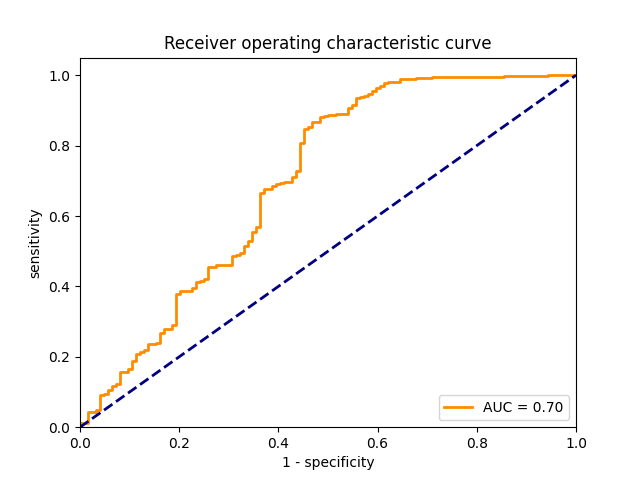 Receiver operating characteristic curve
1.0
0.8
0.6
0.4
0.2
0.0
sensitivity
AUC = 0.70
0.0 0.2 0.4 0.6 0.8 1.0
1 - specificity